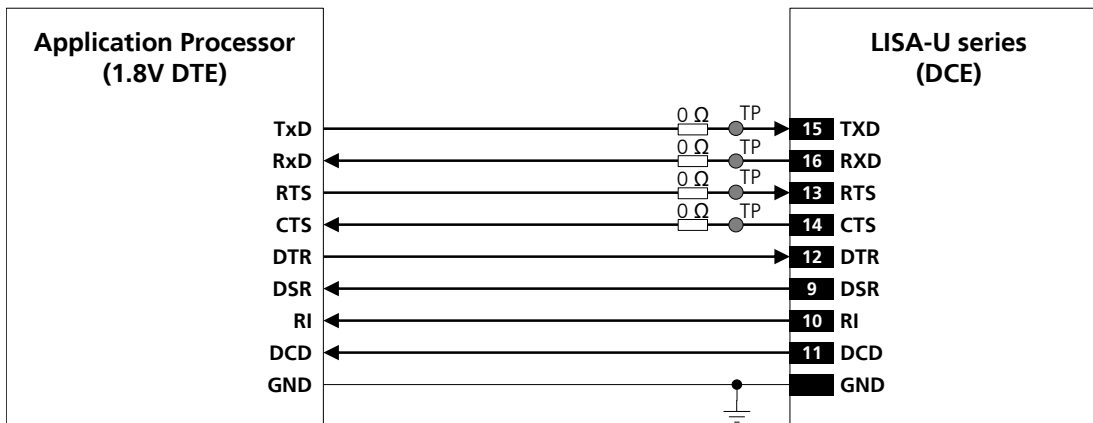 Application Processor
(1.8V DTE)
LISA-U series
(DCE)
TxD 0 Ω TP 15 TXD
RxD 0 Ω TP 16 RXD
RTS 0 Ω TP 13 RTS
CTS 0 Ω TP 14 CTS
DTR 12 DTR
DSR 9 DSR
RI 10 RI
DCD 11 DCD
GND GND